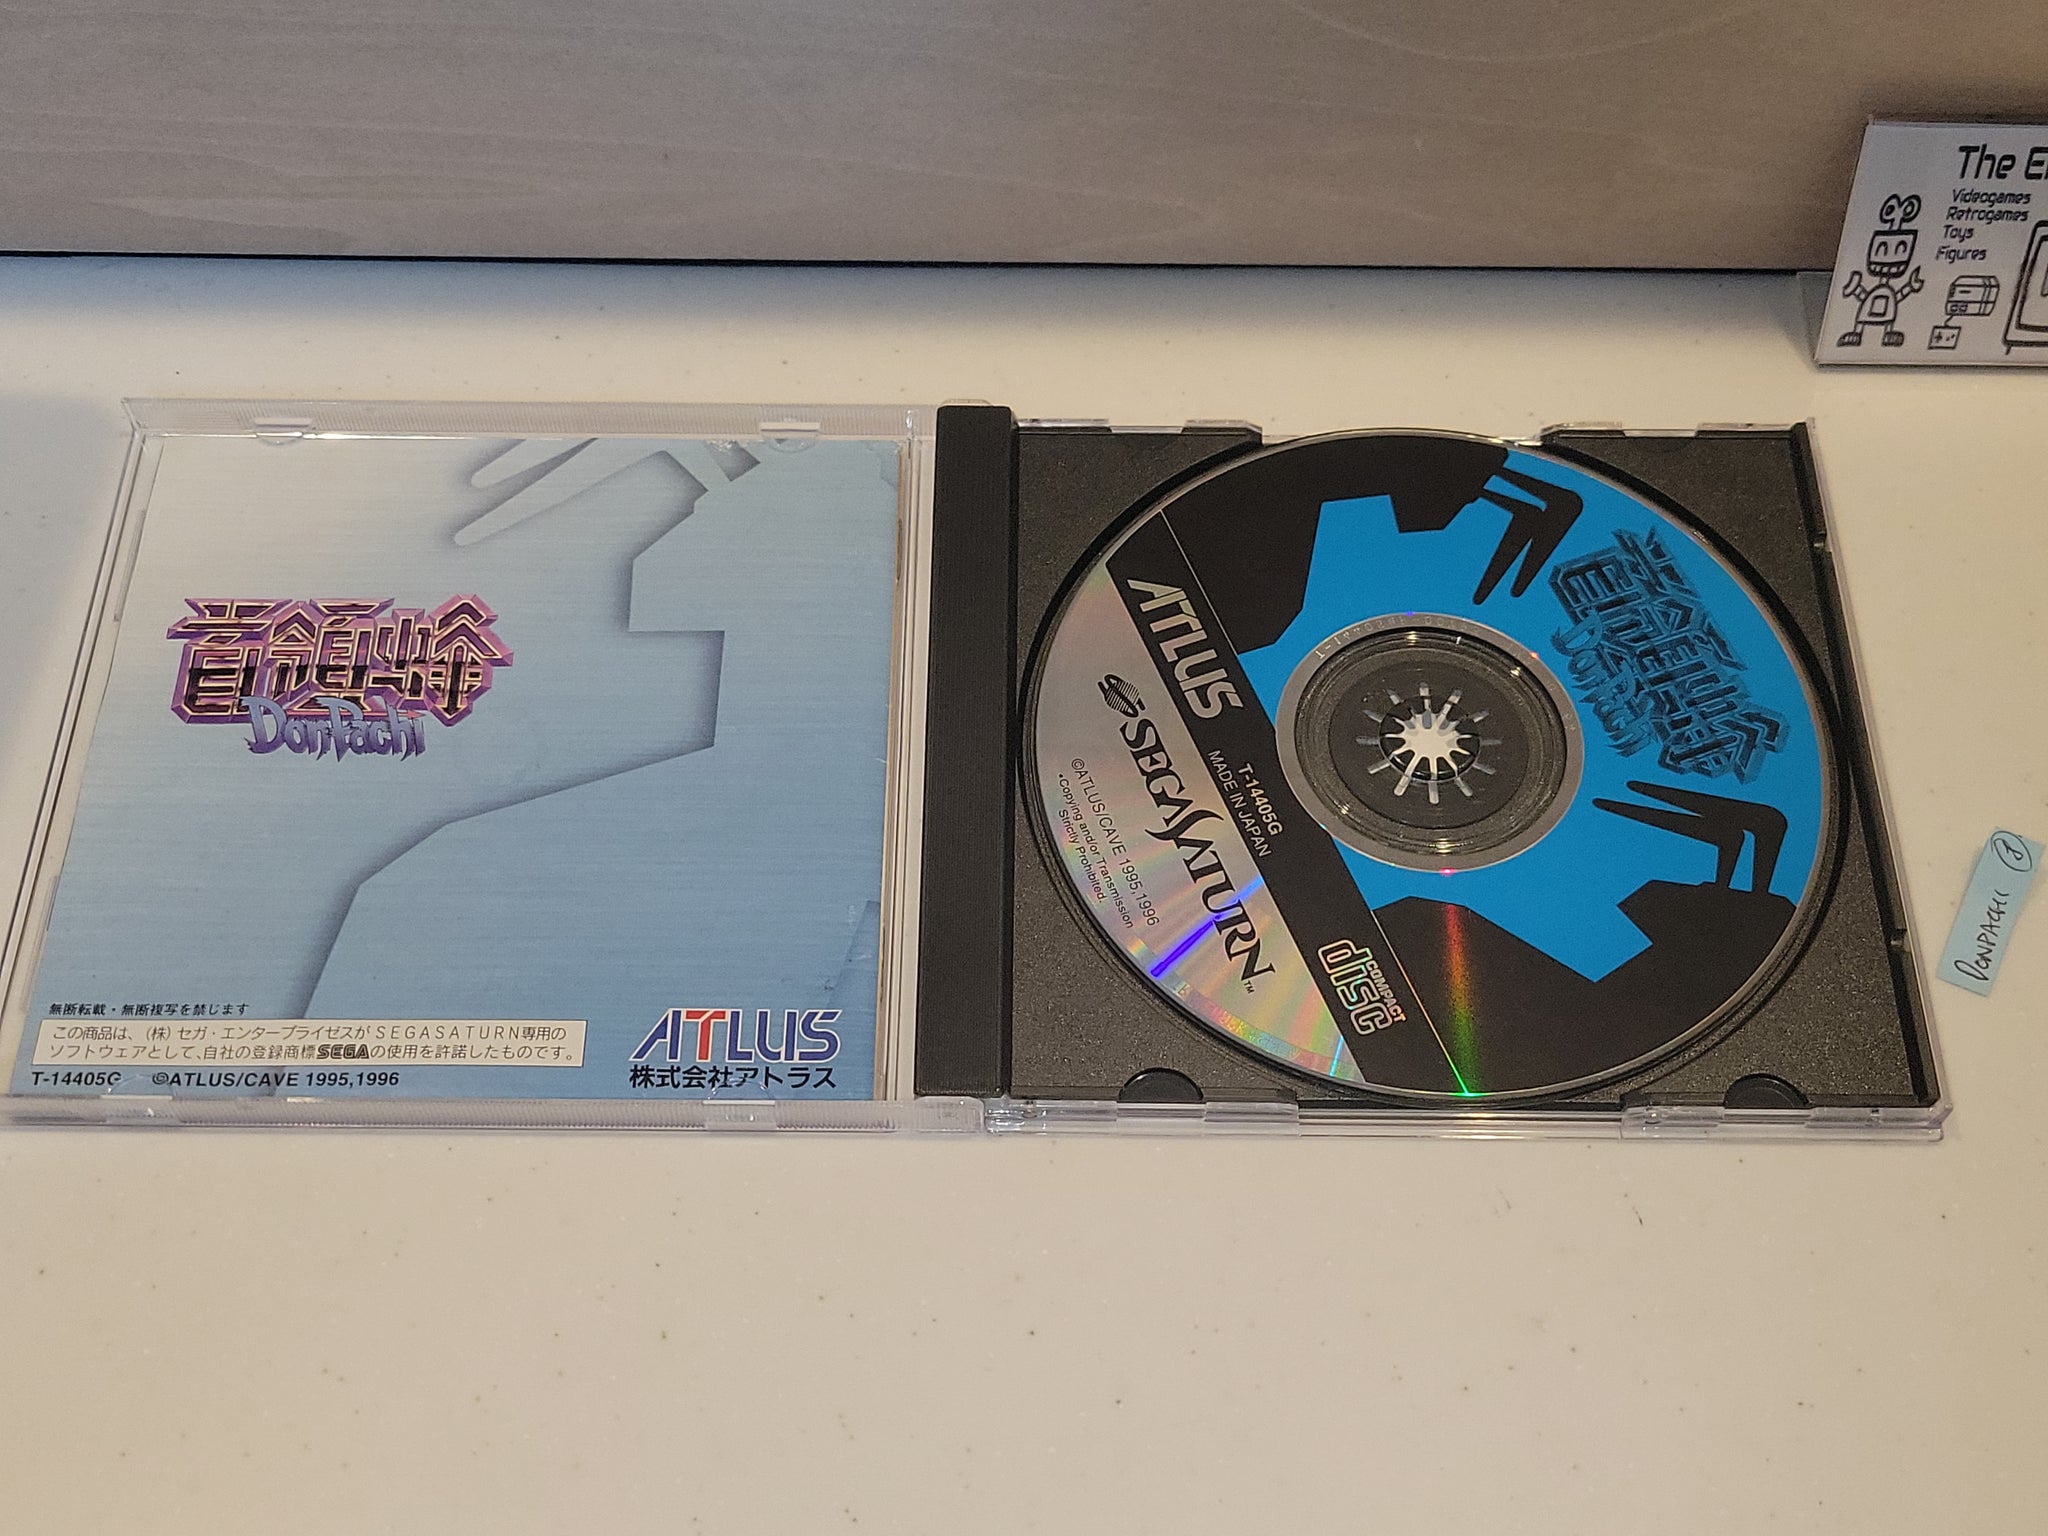 The
Videogames
Retrogames
Toys
Figures
首領蜂
DonPachi
無断転載・無断複写を禁じます
この商品は、(株)セガ・エンタープライゼスがSEGASATURN専用の
ソフトウェアとして、自社の登録商標SEGAの使用を許諾したものです。
T-14405G ©ATLUS/CAVE 1995,1996
ATLUS
株式会社アトラス
首領蜂
DonPachi
ATLUS
T-14405G
MADE IN JAPAN
SEGASATURN™
©ATLUS/CAVE 1995,1996
•Copying and/or Transmission
Strictly Prohibited.
COMPACT
disc
DONPACHI